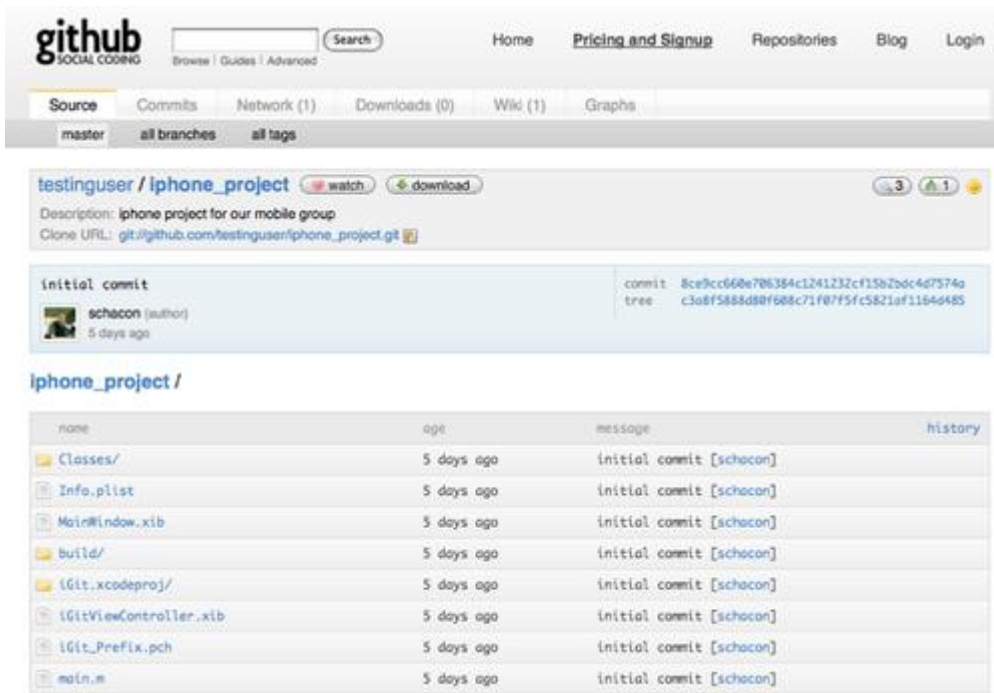 github
SOCIAL CODING
Search
Browse | Guides | Advanced
Home Pricing and Signup Repositories Blog Login
Source Commits Network (1) Downloads (0) Wiki (1) Graphs
master all branches all tags
testinguser / iphone_project watch download 3 1
Description: iphone project for our mobile group
Clone URL: git://github.com/testinguser/iphone_project.git
initial commit
schacon (author)
5 days ago
commit
tree
iphone_project /
name age message history
Classes/ 5 days ago initial commit [schacon]
Info.plist 5 days ago initial commit [schacon]
MainWindow.xib 5 days ago initial commit [schacon]
build/ 5 days ago initial commit [schacon]
iGit.xcodeproj/ 5 days ago initial commit [schacon]
iGitViewController.xib 5 days ago initial commit [schacon]
iGit_Prefix.pch 5 days ago initial commit [schacon]
main.m 5 days ago initial commit [schacon]